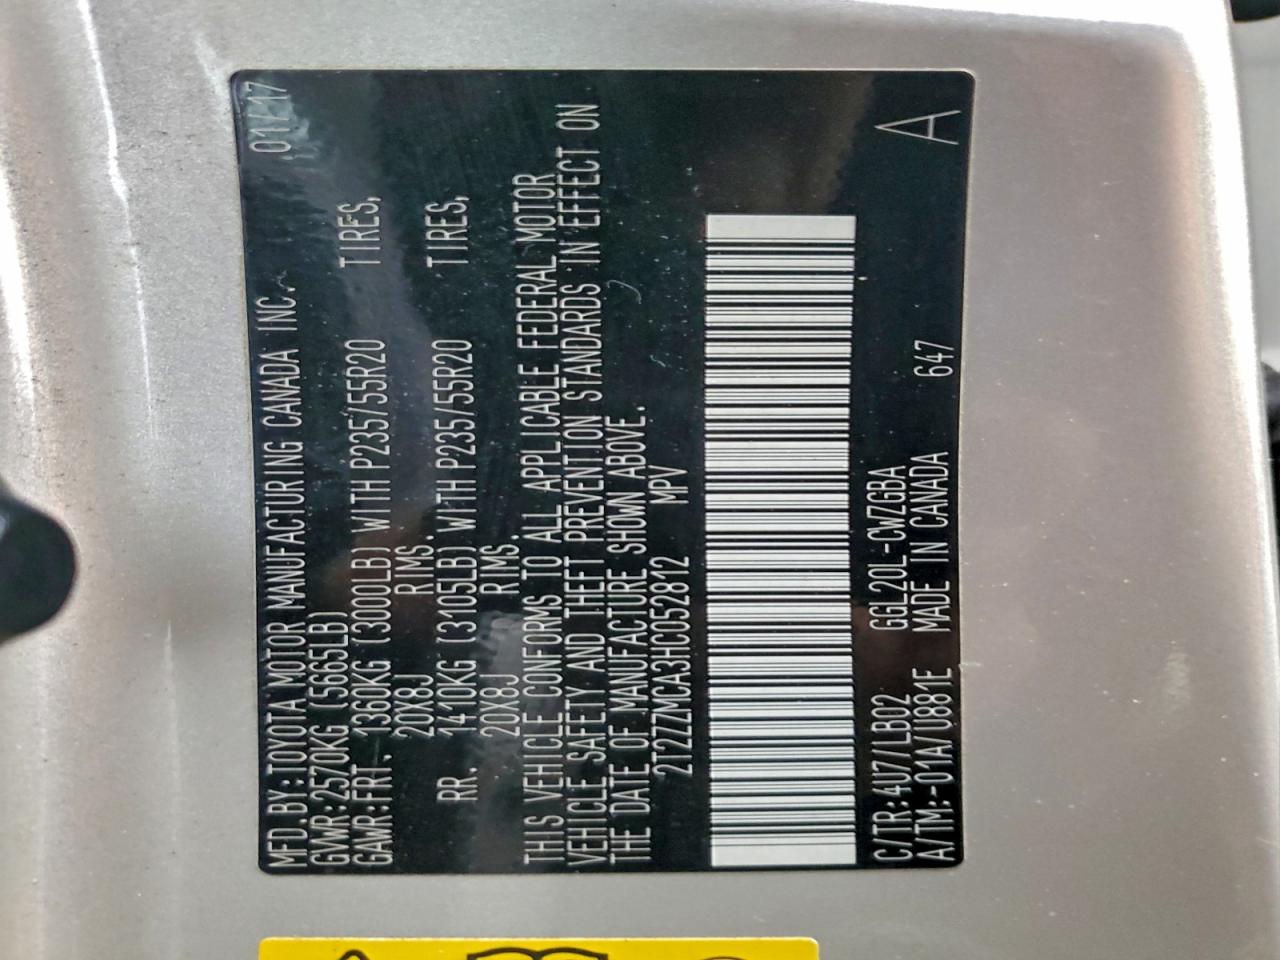 MFD.BY:TOYOTA MOTOR MANUFACTURING CANADA INC. 01/17
GVWR:2570KG (5665LB)
GAWR:FRT. 1360KG (3000LB) WITH P235/55R20 TIRES,
20X8J RIMS.
RR. 1410KG (3105LB) WITH P235/55R20 TIRES,
20X8J RIMS.
THIS VEHICLE CONFORMS TO ALL APPLICABLE FEDERAL MOTOR
VEHICLE SAFETY AND THEFT PREVENTION STANDARDS IN EFFECT ON
THE DATE OF MANUFACTURE SHOWN ABOVE.
2T2ZZMCA3HC052812 MPV
C/TR:4U7/LB02 GGL20L-CWZGBA
A/TM:-01A/U881E MADE IN CANADA 647 A